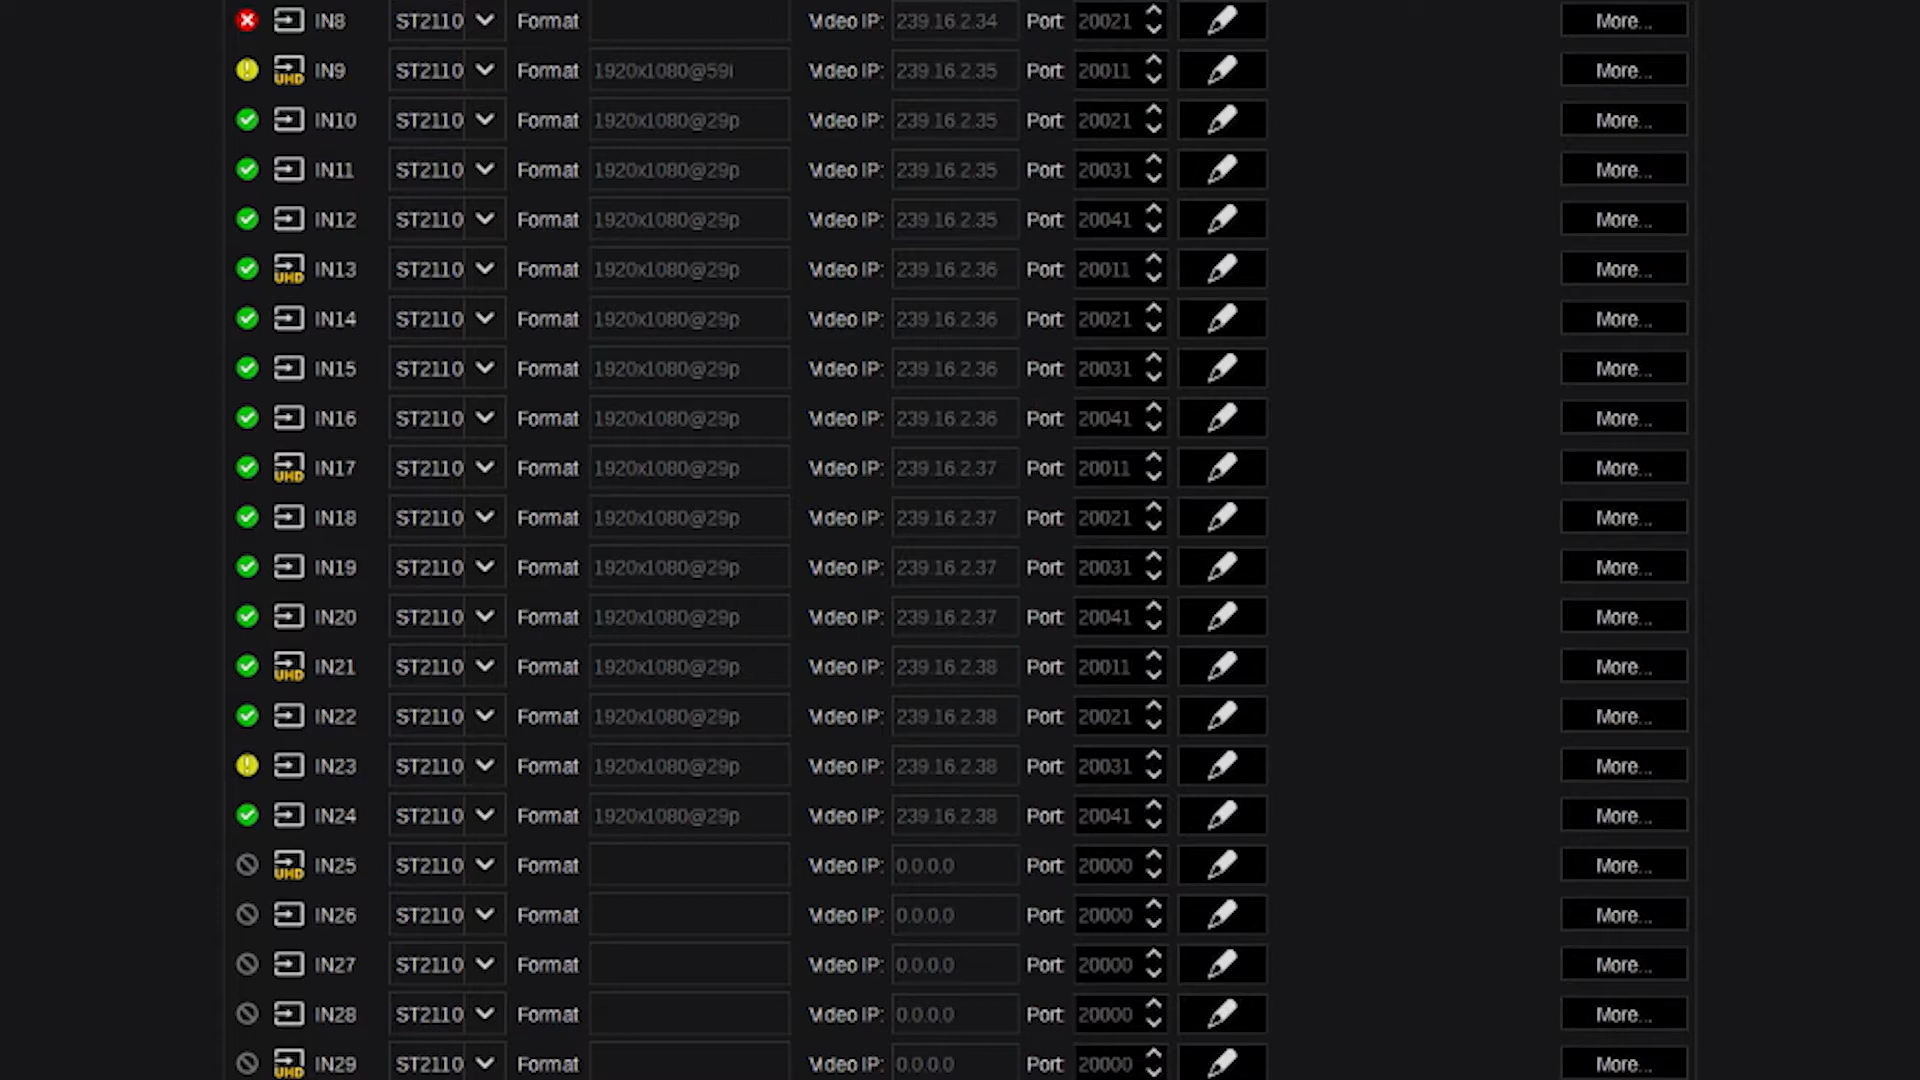 IN8 ST2110 Format Video IP: 239.16.2.34 Port: 20021 More...
UHD IN9 ST2110 Format 1920x1080@59i Video IP: 239.16.2.35 Port: 20011 More...
IN10 ST2110 Format 1920x1080@29p Video IP: 239.16.2.35 Port: 20021 More...
IN11 ST2110 Format 1920x1080@29p Video IP: 239.16.2.35 Port: 20031 More...
IN12 ST2110 Format 1920x1080@29p Video IP: 239.16.2.35 Port: 20041 More...
UHD IN13 ST2110 Format 1920x1080@29p Video IP: 239.16.2.36 Port: 20011 More...
IN14 ST2110 Format 1920x1080@29p Video IP: 239.16.2.36 Port: 20021 More...
IN15 ST2110 Format 1920x1080@29p Video IP: 239.16.2.36 Port: 20031 More...
IN16 ST2110 Format 1920x1080@29p Video IP: 239.16.2.36 Port: 20041 More...
UHD IN17 ST2110 Format 1920x1080@29p Video IP: 239.16.2.37 Port: 20011 More...
IN18 ST2110 Format 1920x1080@29p Video IP: 239.16.2.37 Port: 20021 More...
IN19 ST2110 Format 1920x1080@29p Video IP: 239.16.2.37 Port: 20031 More...
IN20 ST2110 Format 1920x1080@29p Video IP: 239.16.2.37 Port: 20041 More...
UHD IN21 ST2110 Format 1920x1080@29p Video IP: 239.16.2.38 Port: 20011 More...
IN22 ST2110 Format 1920x1080@29p Video IP: 239.16.2.38 Port: 20021 More...
IN23 ST2110 Format 1920x1080@29p Video IP: 239.16.2.38 Port: 20031 More...
IN24 ST2110 Format 1920x1080@29p Video IP: 239.16.2.38 Port: 20041 More...
UHD IN25 ST2110 Format Video IP: 0.0.0.0 Port: 20000 More...
IN26 ST2110 Format Video IP: 0.0.0.0 Port: 20000 More...
IN27 ST2110 Format Video IP: 0.0.0.0 Port: 20000 More...
IN28 ST2110 Format Video IP: 0.0.0.0 Port: 20000 More...
UHD IN29 ST2110 Format Video IP: 0.0.0.0 Port: 20000 More...